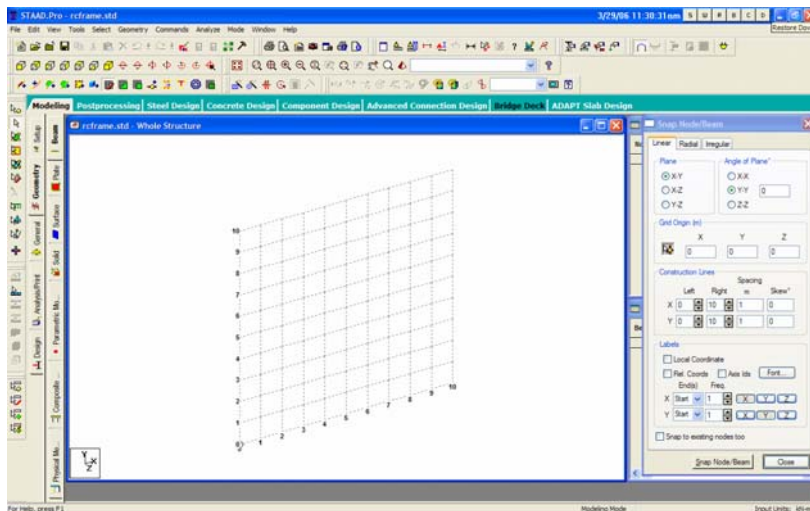 STAAD.Pro - rcframe.std
3/29/06 11:30:31
S W R B C D
Restore Dow
File Edit View Tools Select Geometry Commands Analyze Mode Window Help
Modeling Postprocessing Steel Design Concrete Design Component Design Advanced Connection Design Bridge Deck ADAPT Slab Design
Setup
Geometry
General
Analysis/Print
Design
Beam
Plate
Surface
Solid
Parametric Mo...
Composite ...
Physical Me...
rcframe.std - Whole Structure
10
9
8
7
6
5
4
3
2
1
0
1 2 3 4 5 6 7 8 9 10
Y
X
Z
Snap Node/Beam
Linear Radial Irregular
Plane
X-Y
X-Z
Y-Z
Angle of Plane°
X-X
Y-Y 0
Z-Z
Grid Origin (m)
X Y Z
0 0 0
Construction Lines
Spacing
Left Right m Skew°
X 0 10 1 0
Y 0 10 1 0
Labels
Local Coordinate
Rel. Coords Axis Ids Font...
End(s) Freq.
X Start 1 X Y Z
Y Start 1 X Y Z
Snap to existing nodes too
Snap Node/Beam Close
For Help, press F1
Modeling Mode
Input Units: